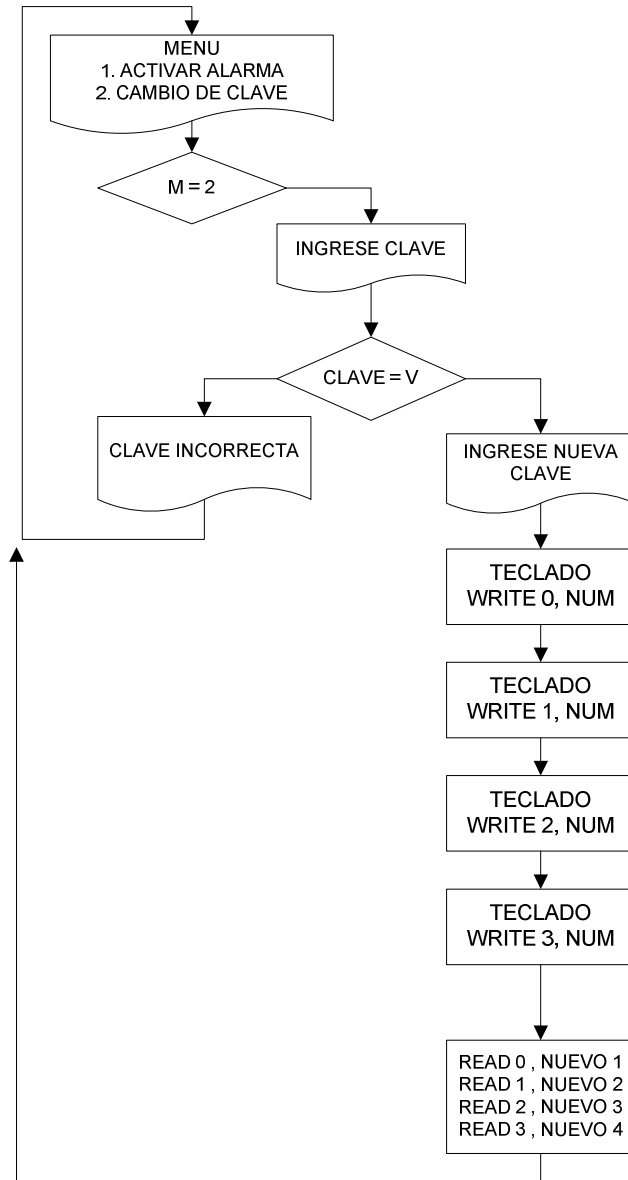 MENU
1. ACTIVAR ALARMA
2. CAMBIO DE CLAVE
M = 2
INGRESE CLAVE
CLAVE = V
CLAVE INCORRECTA
INGRESE NUEVA
CLAVE
TECLADO
WRITE 0, NUM
TECLADO
WRITE 1, NUM
TECLADO
WRITE 2, NUM
TECLADO
WRITE 3, NUM
READ 0 , NUEVO 1
READ 1 , NUEVO 2
READ 2 , NUEVO 3
READ 3 , NUEVO 4